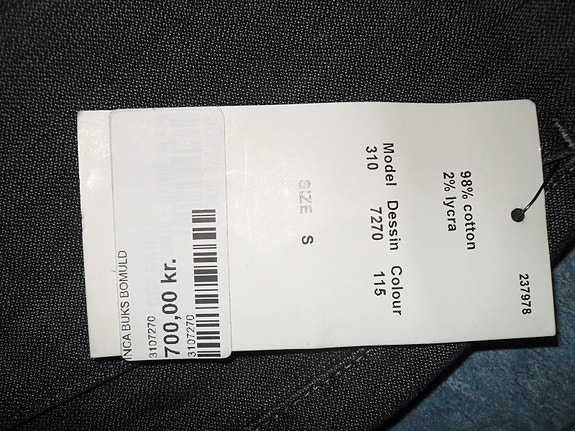 237978
98% cotton
2% lycra
Model Dessin Colour
310 7270 115
SIZE S
INCA BUKS BOMULD
3107270
700,00 kr.
3107270